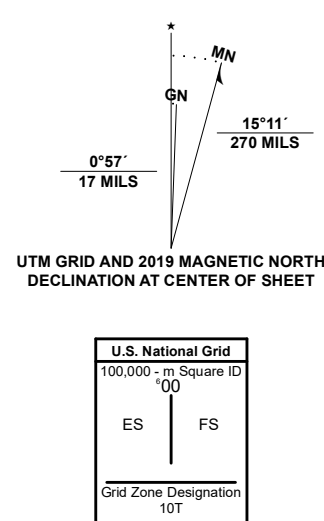 ★
MN
GN
15°11´
270 MILS
0°57´
17 MILS
UTM GRID AND 2019 MAGNETIC NORTH
DECLINATION AT CENTER OF SHEET
U.S. National Grid
100,000 - m Square ID
⁶00
ES FS
Grid Zone Designation
10T